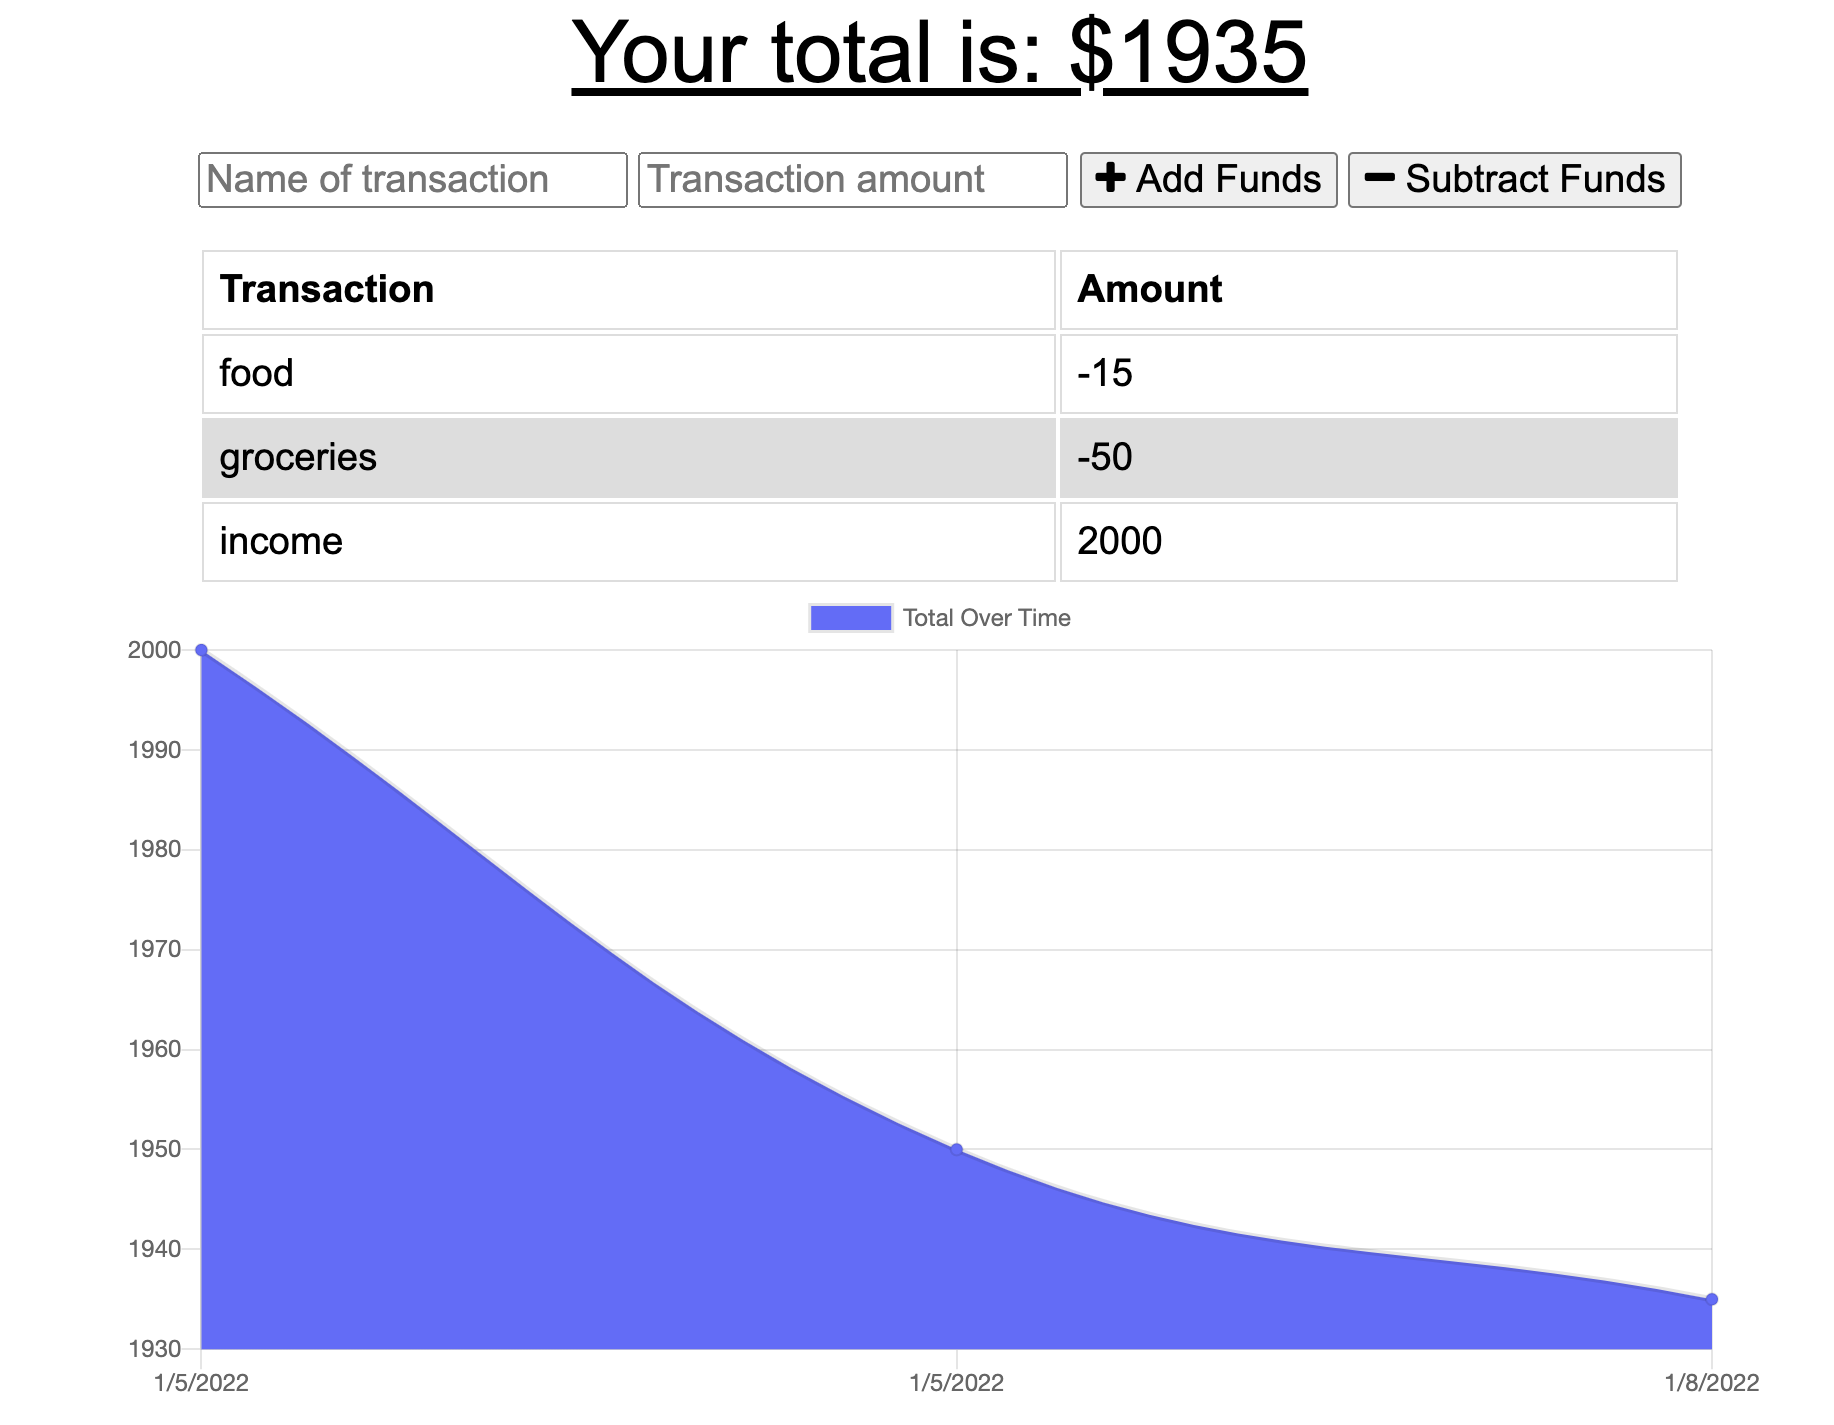 Your total is: $1935
Name of transaction Transaction amount Add Funds Subtract Funds
Transaction Amount
food -15
groceries -50
income 2000
Total Over Time
2000
1990
1980
1970
1960
1950
1940
1930
1/5/2022 1/5/2022 1/8/2022